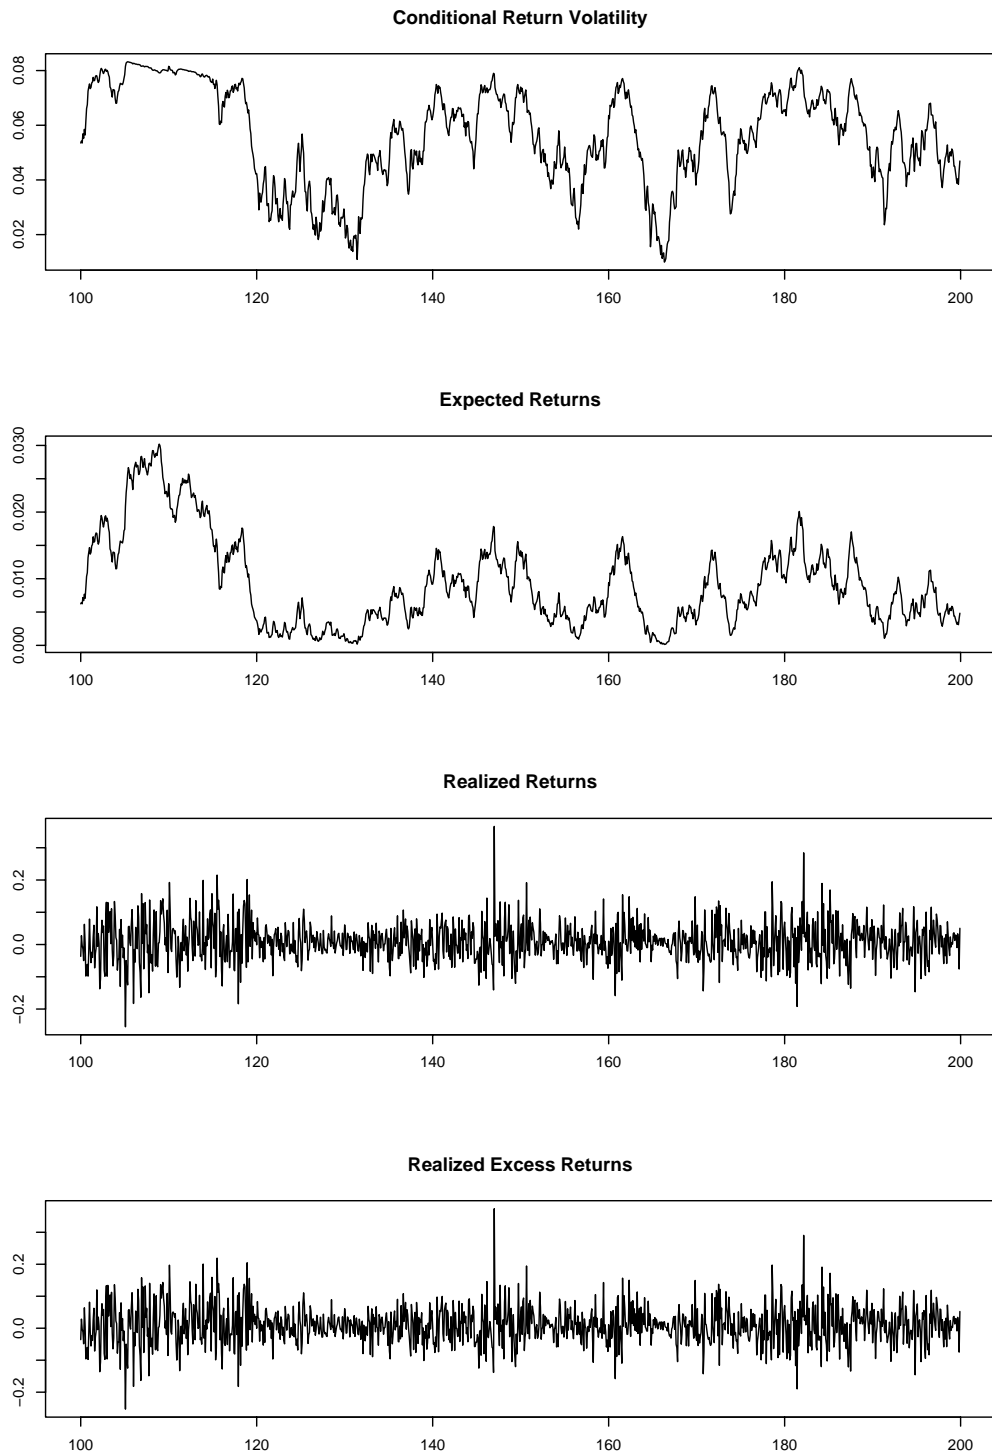 Conditional Return Volatility
0.08
0.06
0.04
0.02
100 120 140 160 180 200
Expected Returns
0.030
0.020
0.010
0.000
100 120 140 160 180 200
Realized Returns
0.2
0.0
−0.2
100 120 140 160 180 200
Realized Excess Returns
0.2
0.0
−0.2
100 120 140 160 180 200